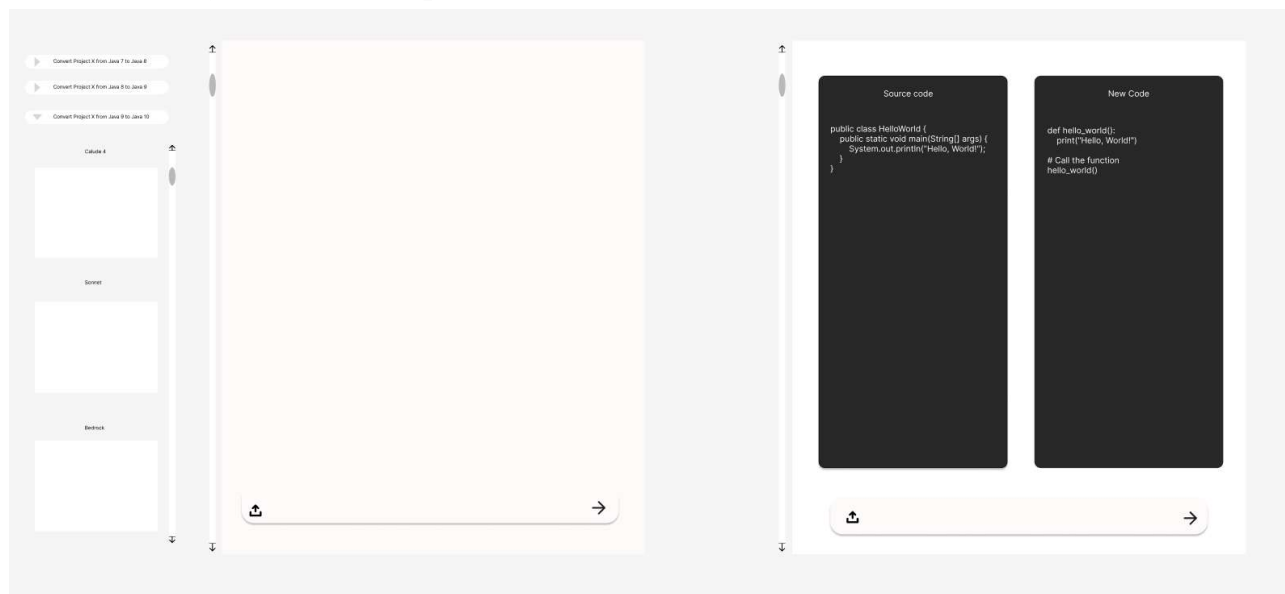 Convert Project X from Java 7 to Java 8
Convert Project X from Java 8 to Java 9
Convert Project X from Java 9 to Java 10
Calude 4
Sonnet
Bedrock
Source code
public class HelloWorld {
public static void main(String[] args) {
System.out.println("Hello, World!");
}
}
New Code
def hello_world():
print("Hello, World!")
# Call the function
hello_world()